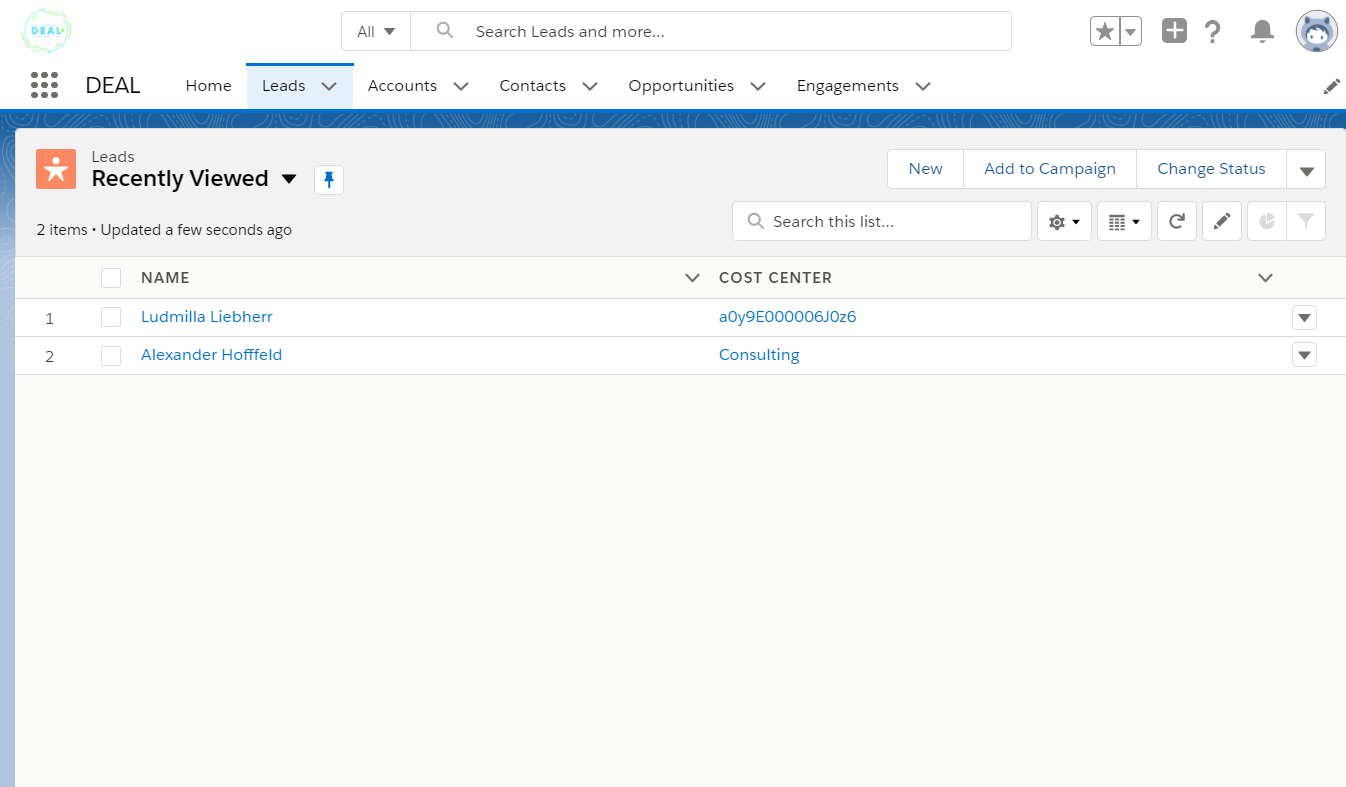 DEAL
All
Search Leads and more...
DEAL
Home
Leads
Accounts
Contacts
Opportunities
Engagements
Leads
Recently Viewed
New
Add to Campaign
Change Status
2 items • Updated a few seconds ago
Search this list...
NAME
COST CENTER
1
Ludmilla Liebherr
a0y9E000006J0z6
2
Alexander Hofffeld
Consulting